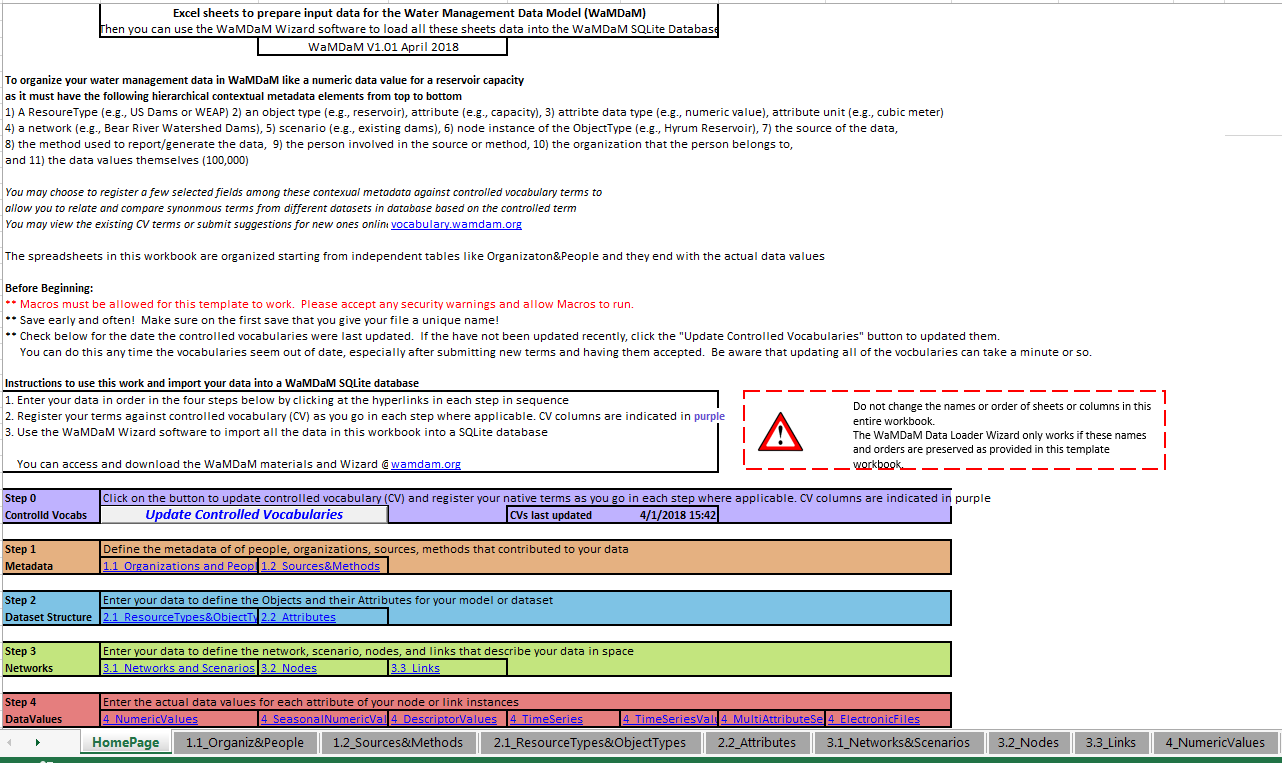 Excel sheets to prepare input data for the Water Management Data Model (WaMDaM)
Then you can use the WaMDaM Wizard software to load all these sheets data into the WaMDaM SQLite Database
WaMDaM V1.01 April 2018
To organize your water management data in WaMDaM like a numeric data value for a reservoir capacity
as it must have the following hierarchical contextual metadata elements from top to bottom
1) A ResoureType (e.g., US Dams or WEAP) 2) an object type (e.g., reservoir), attribute (e.g., capacity), 3) attribte data type (e.g., numeric value), attribute unit (e.g., cubic meter)
4) a network (e.g., Bear River Watershed Dams), 5) scenario (e.g., existing dams), 6) node instance of the ObjectType (e.g., Hyrum Reservoir), 7) the source of the data,
8) the method used to report/generate the data, 9) the person involved in the source or method, 10) the organization that the person belongs to,
and 11) the data values themselves (100,000)
You may choose to register a few selected fields among these contexual metadata against controlled vocabulary terms to
allow you to relate and compare synonmous terms from different datasets in database based on the controlled term
You may view the existing CV terms or submit suggestions for new ones online vocabulary.wamdam.org
The spreadsheets in this workbook are organized starting from independent tables like Organizaton&People and they end with the actual data values
Before Beginning:
** Macros must be allowed for this template to work. Please accept any security warnings and allow Macros to run.
** Save early and often! Make sure on the first save that you give your file a unique name!
** Check below for the date the controlled vocabularies were last updated. If the have not been updated recently, click the "Update Controlled Vocabularies" button to updated them.
You can do this any time the vocabularies seem out of date, especially after submitting new terms and having them accepted. Be aware that updating all of the vocbularies can take a minute or so.
Instructions to use this work and import your data into a WaMDaM SQLite database
1. Enter your data in order in the four steps below by clicking at the hyperlinks in each step in sequence
2. Register your terms against controlled vocabulary (CV) as you go in each step where applicable. CV columns are indicated in purple
3. Use the WaMDaM Wizard software to import all the data in this workbook into a SQLite database
You can access and download the WaMDaM materials and Wizard @ wamdam.org
Do not change the names or order of sheets or columns in this
entire workbook.
The WaMDaM Data Loader Wizard only works if these names
and orders are preserved as provided in this template
workbook.
Step 0 Click on the button to update controlled vocabulary (CV) and register your native terms as you go in each step where applicable. CV columns are indicated in purple
Controlld Vocabs Update Controlled Vocabularies CVs last updated 4/1/2018 15:42
Step 1 Define the metadata of of people, organizations, sources, methods that contributed to your data
Metadata 1.1_Organizations and Peopl 1.2_Sources&Methods
Step 2 Enter your data to define the Objects and their Attributes for your model or dataset
Dataset Structure 2.1_ResourceTypes&ObjectTy 2.2_Attributes
Step 3 Enter your data to define the network, scenario, nodes, and links that describe your data in space
Networks 3.1_Networks and Scenarios 3.2_Nodes 3.3_Links
Step 4 Enter the actual data values for each attribute of your node or link instances
DataValues 4_NumericValues 4_SeasonalNumericVal 4_DescriptorValues 4_TimeSeries 4_TimeSeriesValu 4_MultiAttributeSe 4_ElectronicFiles
HomePage 1.1_Organiz&People 1.2_Sources&Methods 2.1_ResourceTypes&ObjectTypes 2.2_Attributes 3.1_Networks&Scenarios 3.2_Nodes 3.3_Links 4_NumericValues